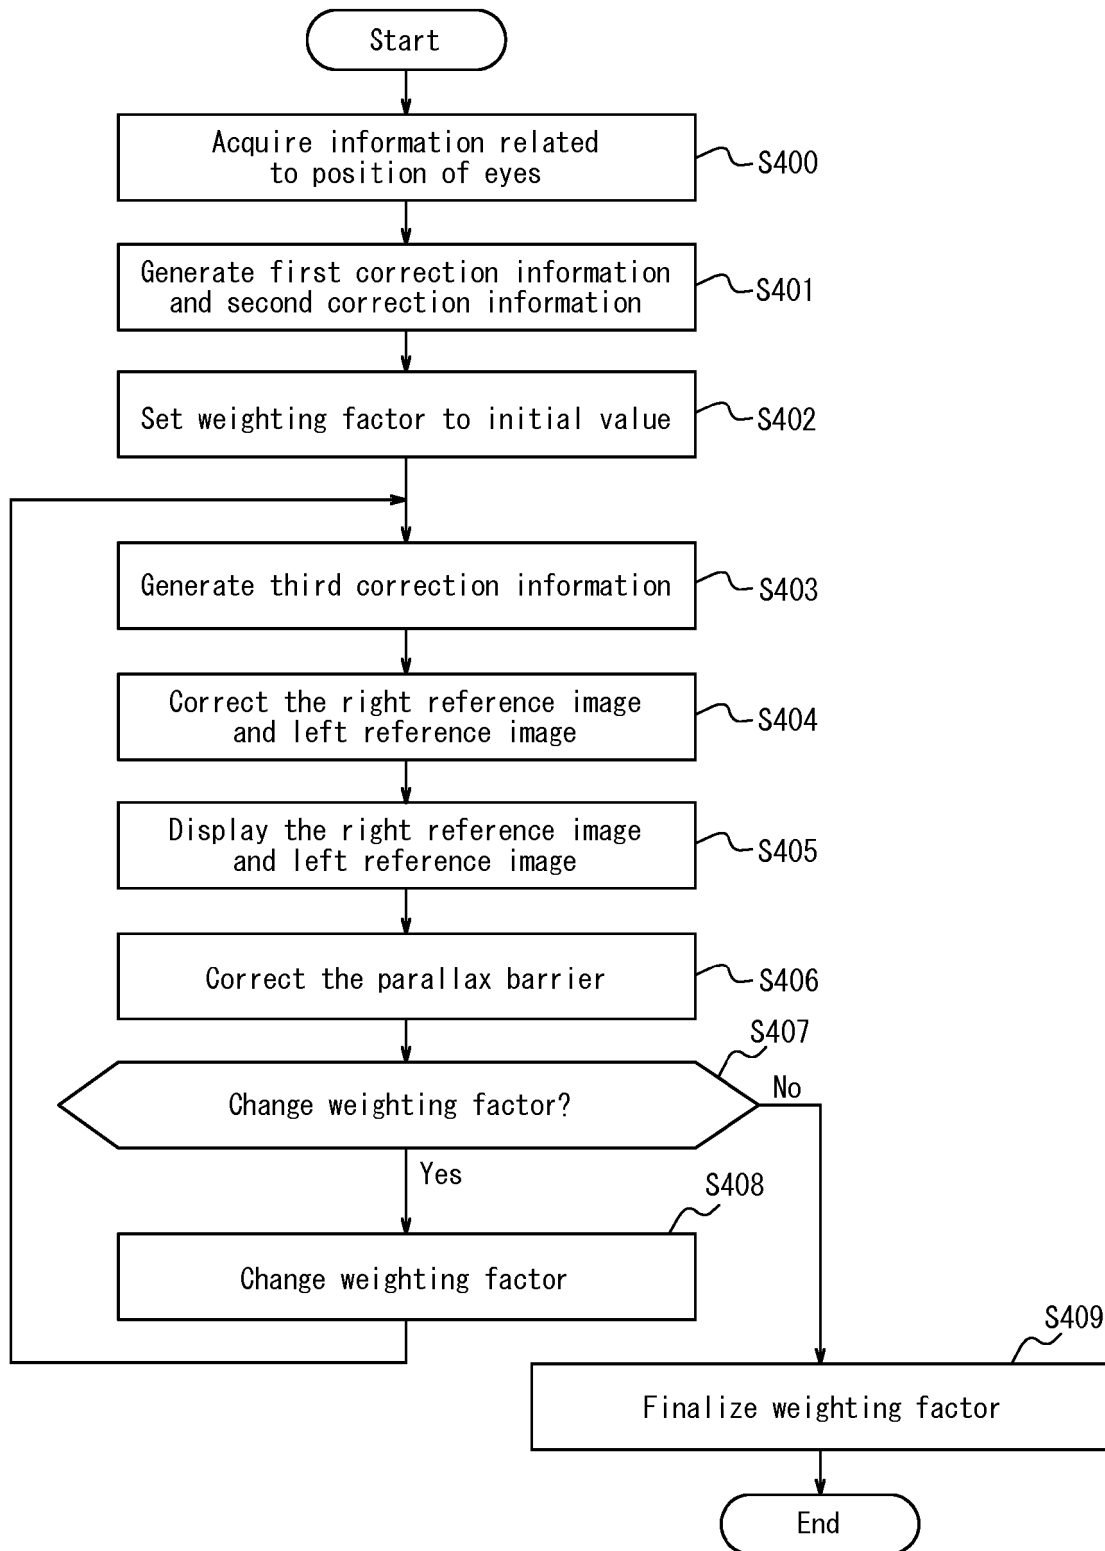 Start
Acquire information related
to position of eyes
S400
Generate first correction information
and second correction information
S401
Set weighting factor to initial value
S402
Generate third correction information
S403
Correct the right reference image
and left reference image
S404
Display the right reference image
and left reference image
S405
Correct the parallax barrier
S406
S407
Change weighting factor?
No
Yes
S408
Change weighting factor
S409
Finalize weighting factor
End